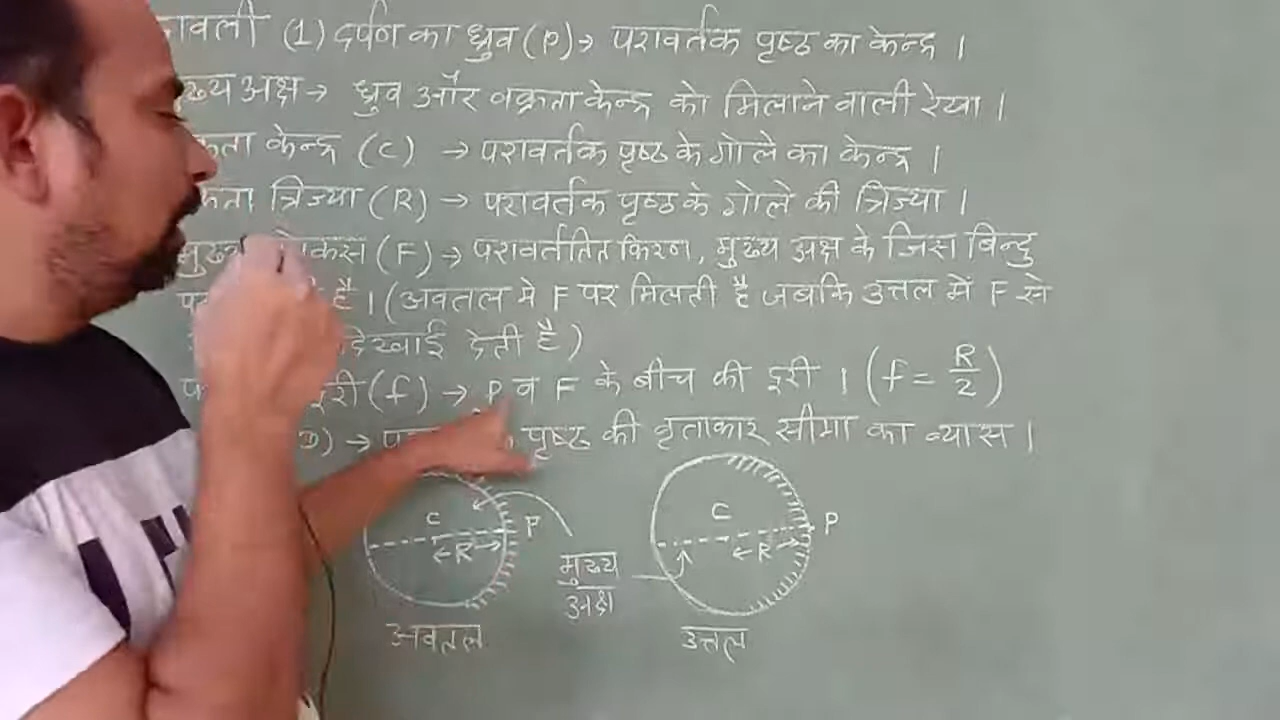 (1) दर्पण का ध्रुव (P) → परावर्तक पृष्ठ का केन्द्र ।
अक्ष → ध्रुव और वक्रता केन्द्र को मिलाने वाली रेखा ।
केन्द्र (C) → परावर्तक पृष्ठ के गोले का केन्द्र ।
त्रिज्या (R) → परावर्तक पृष्ठ के गोले की त्रिज्या ।
(F) → परावर्ततित किरण, मुख्य अक्ष के जिस बिन्दु
है । (अवतल मे F पर मिलती है जबकि उत्तल में F से
दिखाई देती है)
(f) → P व F के बीच की दूरी । (f = R/2)
(D) → पृष्ठ की वृताकार सीमा का व्यास ।
C P
← R →
C P
← R →
मुख्य
अक्ष
अवतल
उत्तल